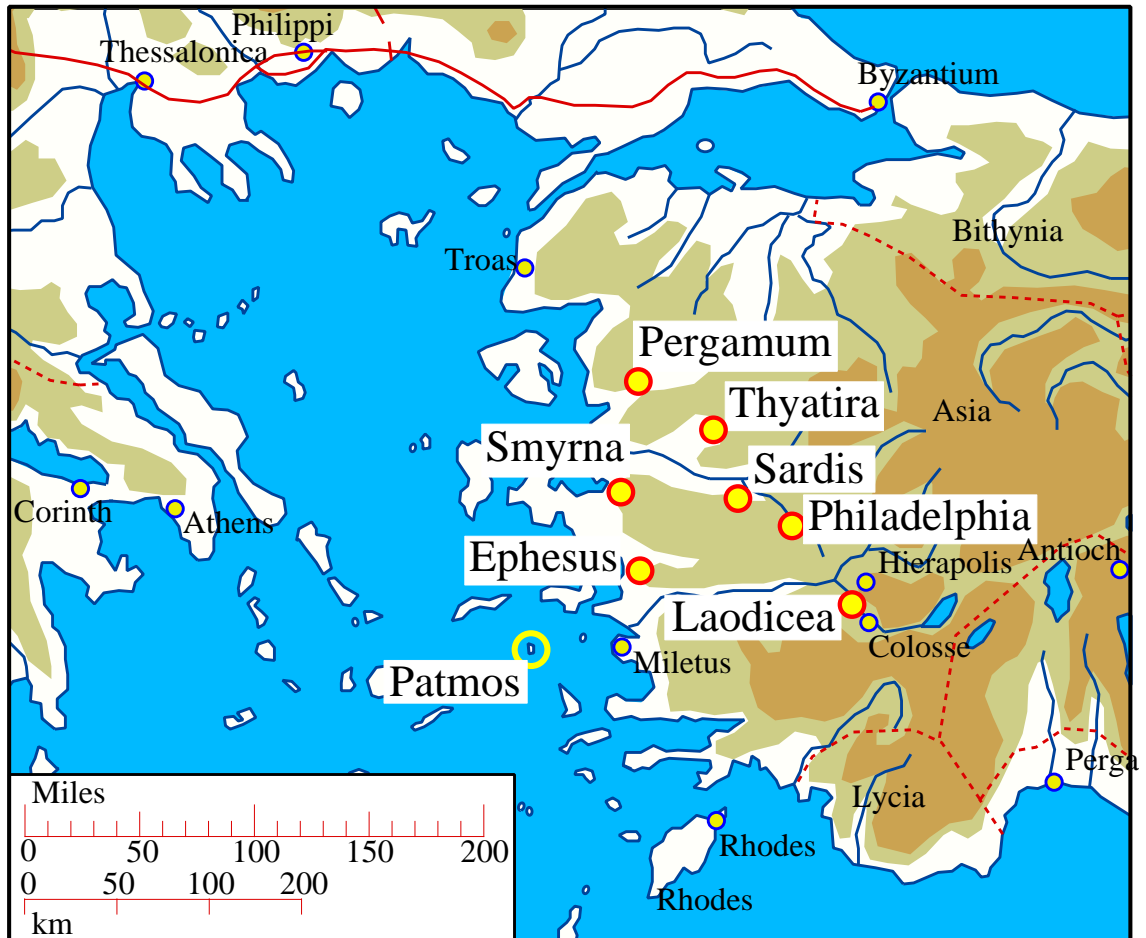 Philippi
Thessalonica
Byzantium
Bithynia
Troas
Pergamum
Thyatira
Asia
Smyrna
Sardis
Corinth
Athens
Philadelphia
Ephesus
Hierapolis
Antioch
Laodicea
Colosse
Miletus
Patmos
Perga
Lycia
Rhodes
Rhodes
Miles
0 50 100 150 200
0 50 100 200
km